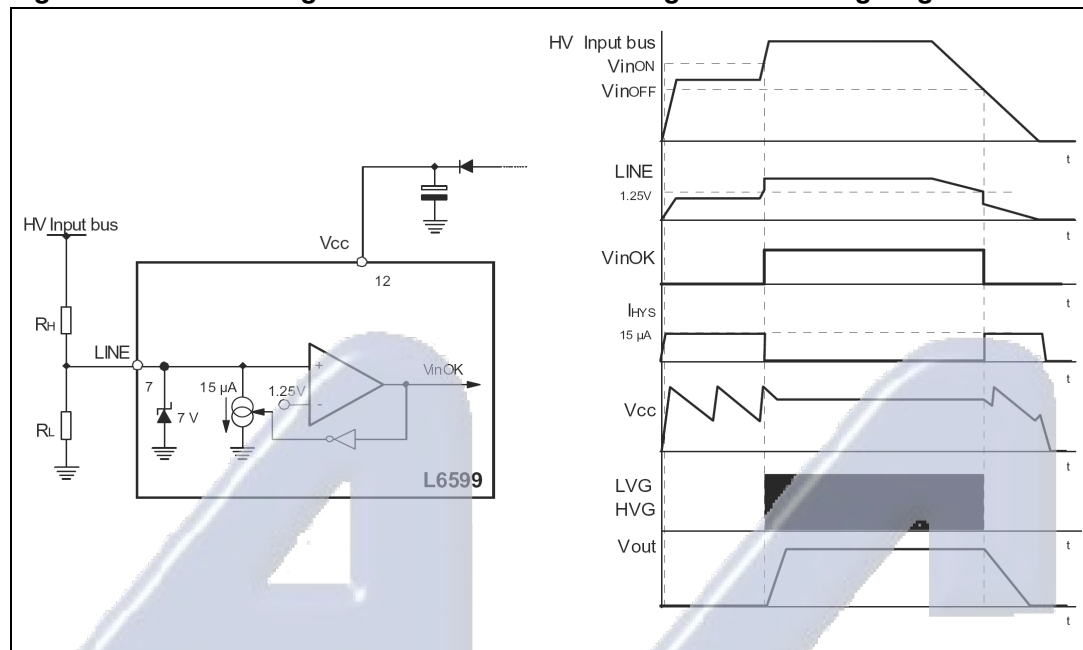 HV Input bus
Vcc
12
RH
LINE
7
15 µA
1.25V
+
-
VinOK
7 V
RL
L6599
HV Input bus
VinON
VinOFF
t
LINE
1.25V
t
VinOK
t
IHYS
15 µA
t
Vcc
t
LVG
HVG
t
Vout
t